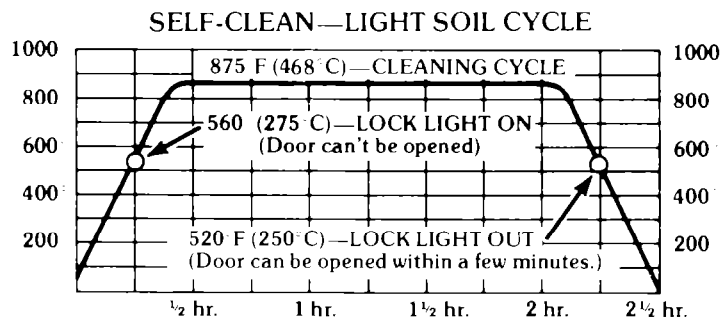 SELF-CLEAN—LIGHT SOIL CYCLE
1000 1000
875 F (468°C)—CLEANING CYCLE
800 800
560 (275°C)—LOCK LIGHT ON
(Door can't be opened)
600 600
400 400
520°F (250°C)—LOCK LIGHT OUT
(Door can be opened within a few minutes.)
200 200
½ hr. 1 hr. 1½ hr. 2 hr. 2½ hr.